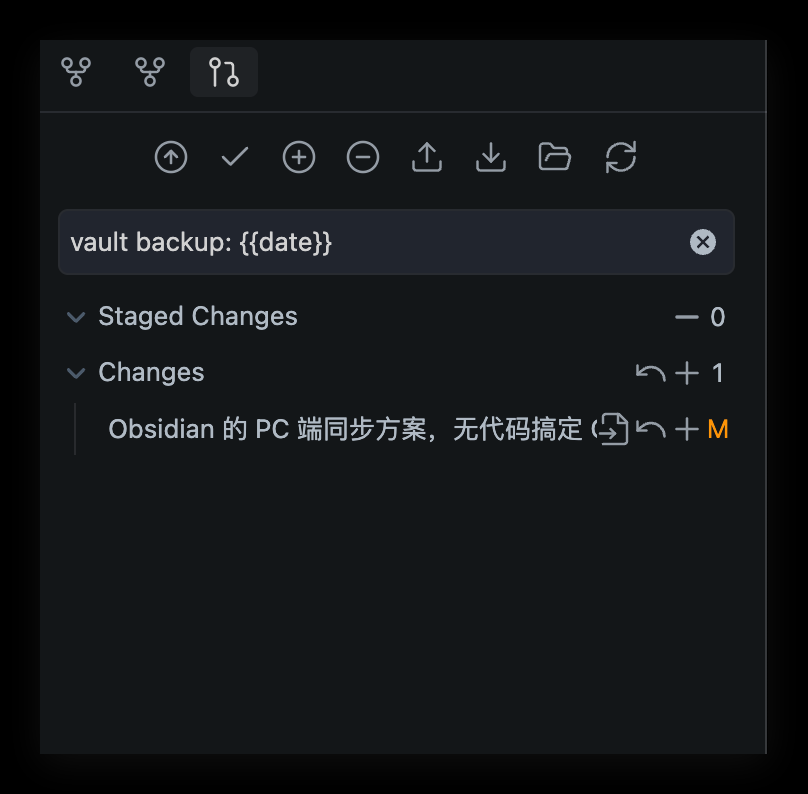 vault backup: {{date}}
Staged Changes 0
Changes 1
Obsidian 的 PC 端同步方案，无代码搞定 M